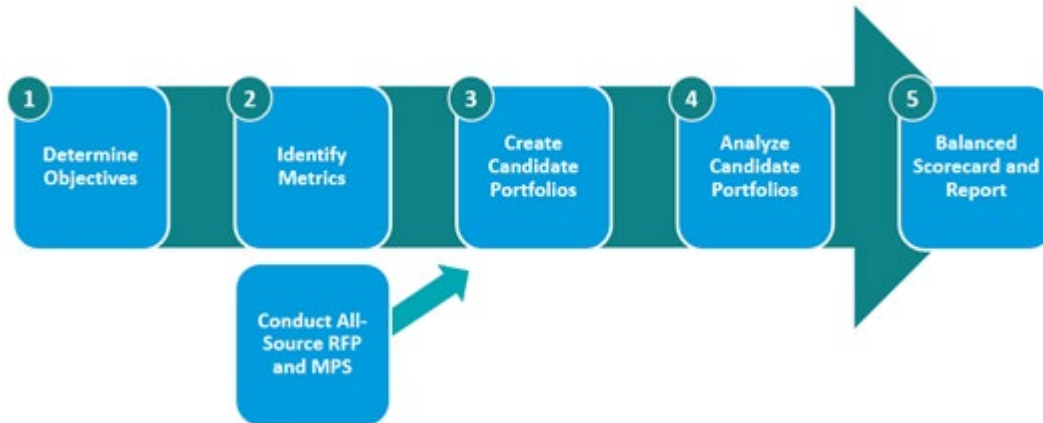 1
Determine
Objectives
2
Identify
Metrics
3
Create
Candidate
Portfolios
4
Analyze
Candidate
Portfolios
5
Balanced
Scorecard and
Report
Conduct All-
Source RFP
and MPS